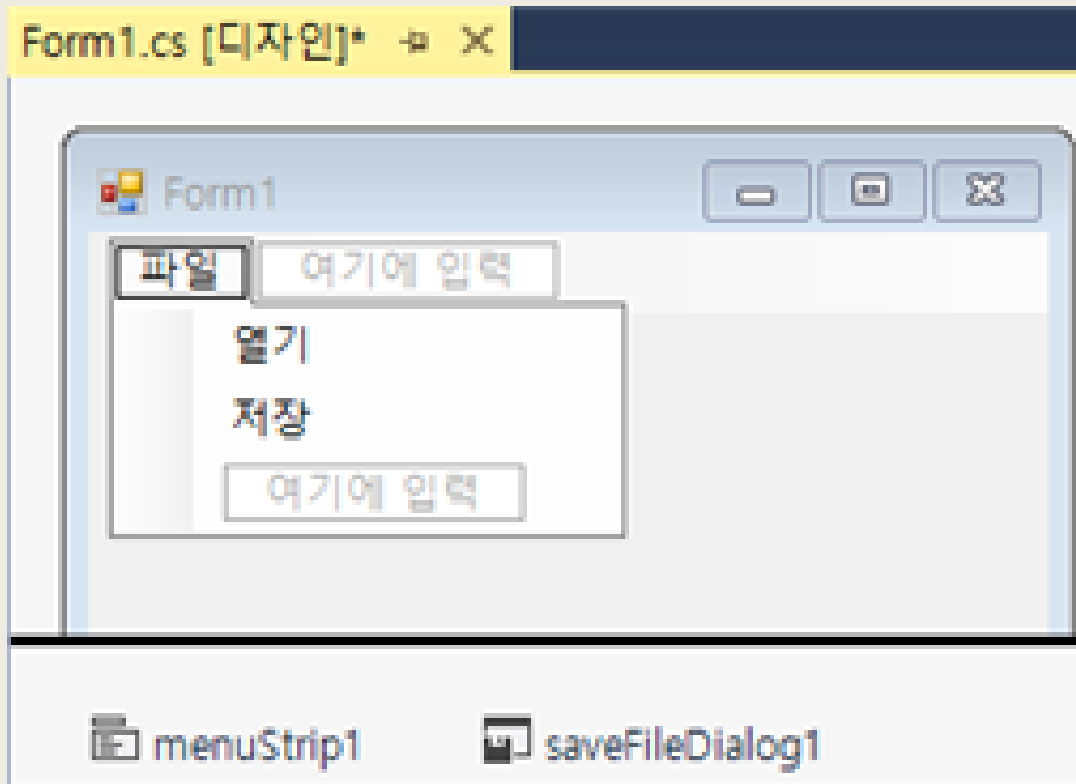 Form1.cs [디자인]*
Form1
파일 여기에 입력
열기
저장
여기에 입력
menuStrip1 saveFileDialog1